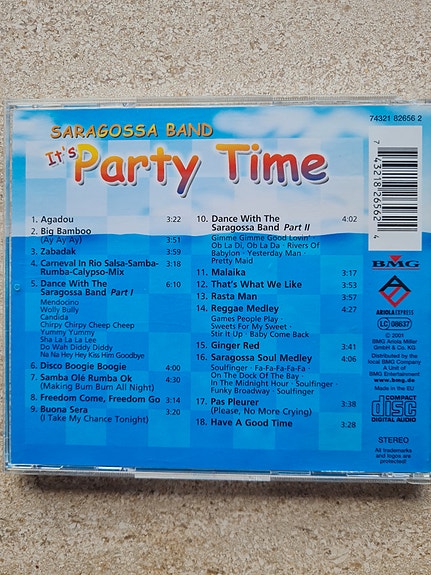 SARAGOSSA BAND
It's Party Time
1. Agadou 3:22
2. Big Bamboo
(Ay Ay Ay) 3:51
3. Zabadak 3:59
4. Carneval In Rio Salsa-Samba- 3:18
Rumba-Calypso-Mix
5. Dance With The 6:10
Saragossa Band Part I
Mendocino
Wolly Bully
Candida
Chirpy Chirpy Cheep Cheep
Yummy Yummy
Sha La La La Lee
Do Wah Diddy Diddy
Na Na Hey Hey Kiss Him Goodbye
6. Disco Boogie Boogie 4:00
7. Samba Olé Rumba Ok 4:30
(Making Bum Bum All Night)
8. Freedom Come, Freedom Go 3:14
9. Buona Sera 3:20
(I Take My Chance Tonight)
10. Dance With The 4:02
Saragossa Band Part II
Gimme Gimme Good Lovin'
Ob La Di, Ob La Da · Rivers Of
Babylon · Yesterday Man ·
Pretty Maid
11. Malaika 3:17
12. That's What We Like 3:53
13. Rasta Man 3:57
14. Reggae Medley 4:27
Games People Play ·
Sweets For My Sweet ·
Stir It Up · Baby Come Back
15. Ginger Red 3:41
16. Saragossa Soul Medley 4:06
Soulfinger · Fa-Fa-Fa-Fa-Fa ·
On The Dock Of The Bay ·
In The Midnight Hour · Soulfinger ·
Funky Broadway · Soulfinger
17. Pas Pleurer 3:38
(Please, No More Crying)
18. Have A Good Time 3:28
74321 82656 2
7 43218 26562 4
BMG
ARIOLA EXPRESS
LC 09637
℗ 2001
BMG Ariola Miller
GmbH & Co. KG
Distributed by the
local BMG Company
A Unit of
BMG Entertainment
www.bmg.de
Made in the EU
COMPACT
disc
DIGITAL AUDIO
STEREO
All trademarks
and logos are
protected!